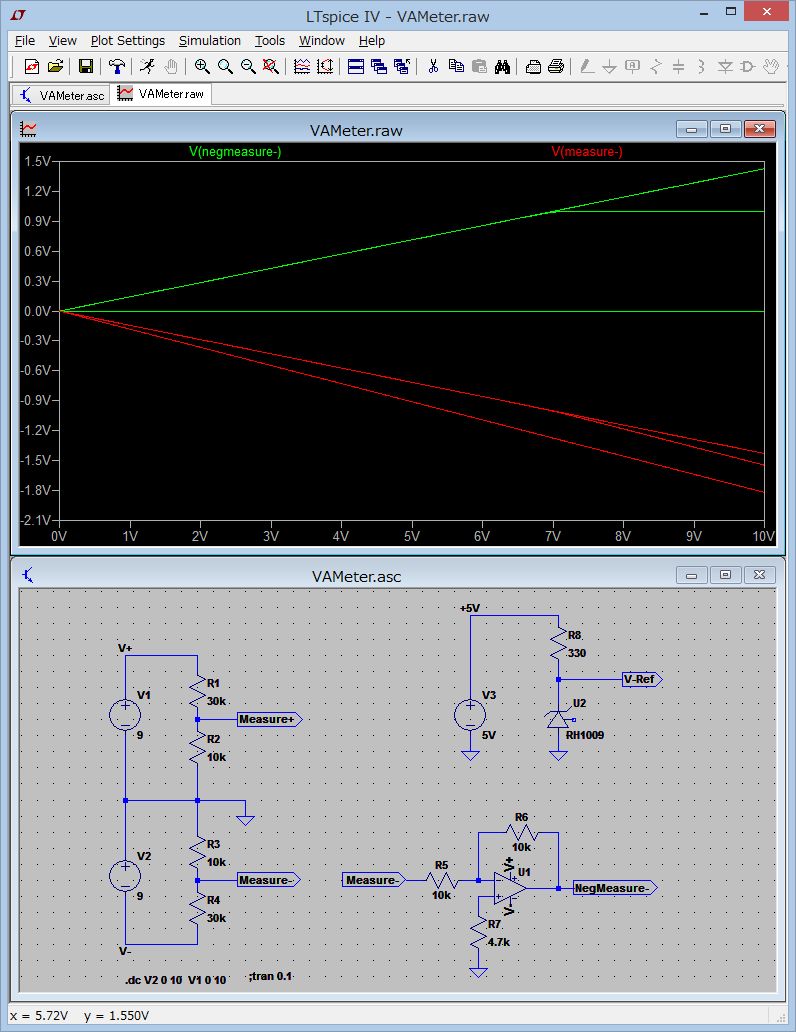 LTspice IV - VAMeter.raw
File View Plot Settings Simulation Tools Window Help
VAMeter.asc VAMeter.raw
VAMeter.raw
V(negmeasure-) V(measure-)
1.5V
1.2V
0.9V
0.6V
0.3V
0.0V
-0.3V
-0.6V
-0.9V
-1.2V
-1.5V
-1.8V
-2.1V
0V 1V 2V 3V 4V 5V 6V 7V 8V 9V 10V
VAMeter.asc
+5V
R8
330
V-Ref
V3
5V
U2
RH1009
V+
V1
9
R1
30k
Measure+
R2
10k
V2
9
R3
10k
Measure-
R4
30k
V-
Measure-
R5
10k
R6
10k
V+
U1
V-
NegMeasure-
R7
4.7k
.dc V2 0 10 V1 0 10
;tran 0.1
x = 5.72V y = 1.550V